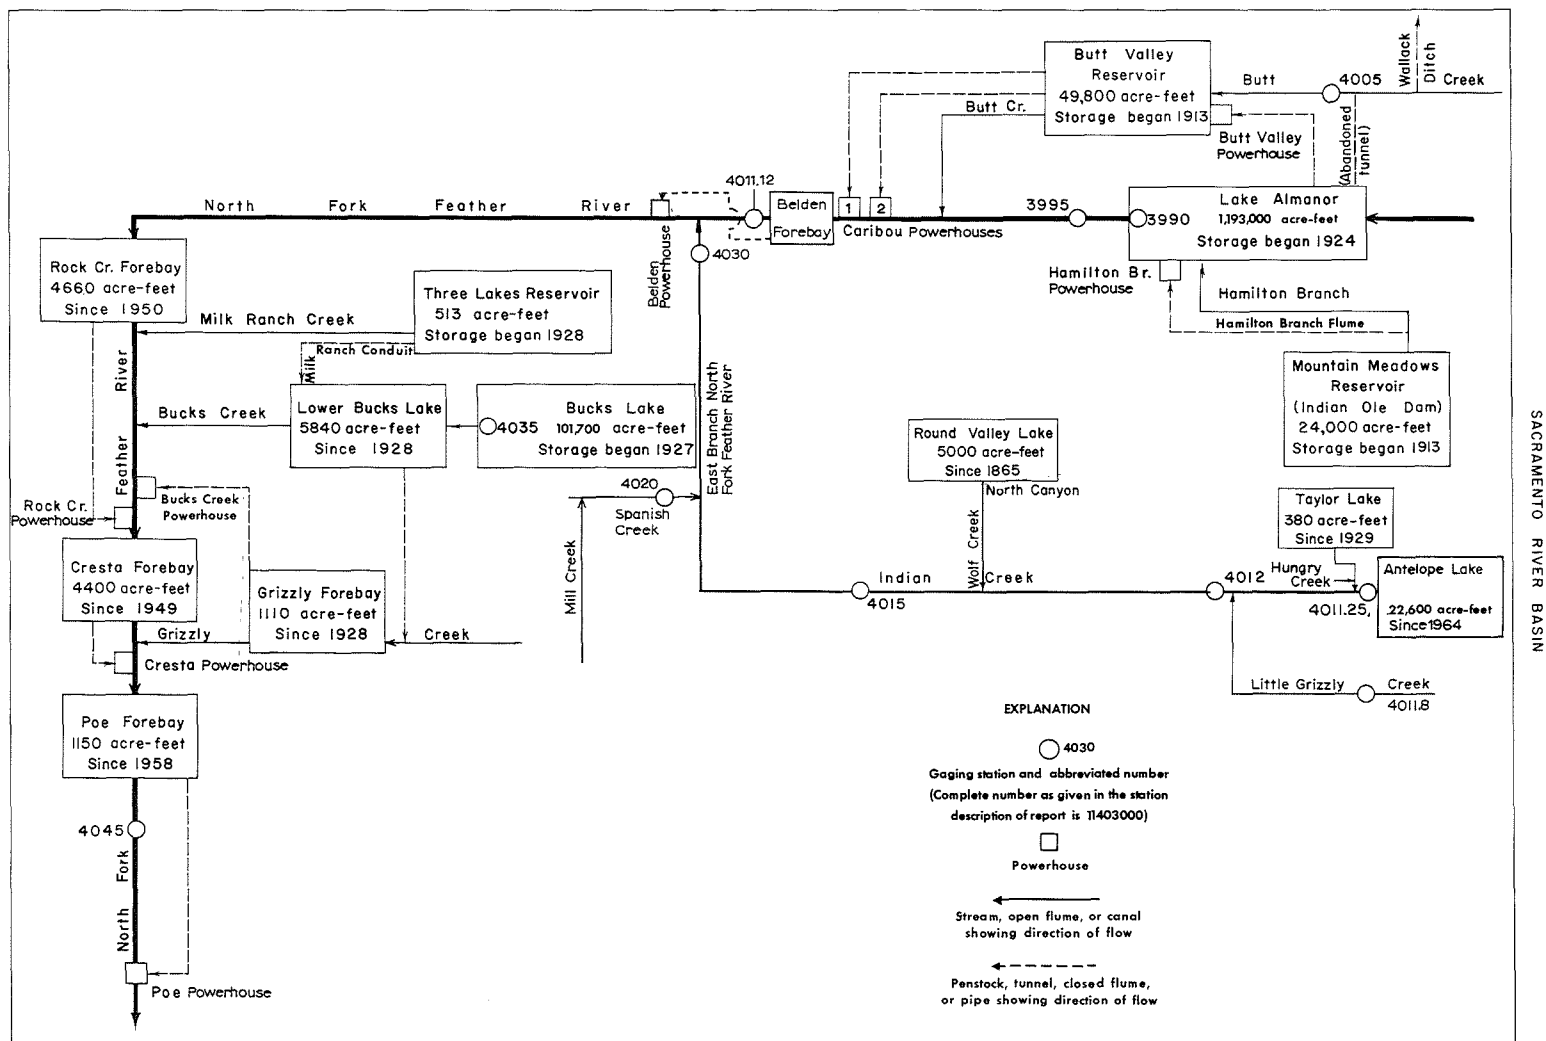 Wallack
Ditch
Butt Valley
Reservoir
49,800 acre-feet
Storage began 1913
Butt
4005
Creek
Butt Cr.
Butt Valley
Powerhouse
(Abandoned
tunnel)
4011.12
North Fork Feather River
Belden
Forebay
1
2
Caribou Powerhouses
3995
3990
Lake Almanor
1,193,000 acre-feet
Storage began 1924
Belden
Powerhouse
4030
Hamilton Br.
Powerhouse
Hamilton Branch
Hamilton Branch Flume
Rock Cr. Forebay
4660 acre-feet
Since 1950
Three Lakes Reservoir
513 acre-feet
Storage began 1928
Milk Ranch Creek
Milk
Ranch Conduit
River
Feather
Mountain Meadows
Reservoir
(Indian Ole Dam)
24,000 acre-feet
Storage began 1913
Bucks Creek
Lower Bucks Lake
5840 acre-feet
Since 1928
4035
Bucks Lake
101,700 acre-feet
Storage began 1927
East Branch North
Fork Feather River
Round Valley Lake
5000 acre-feet
Since 1865
North Canyon
Wolf Creek
Rock Cr.
Powerhouse
Bucks Creek
Powerhouse
4020
Spanish
Creek
Mill Creek
Taylor Lake
380 acre-feet
Since 1929
Hungry
Creek
Cresta Forebay
4400 acre-feet
Since 1949
Grizzly Forebay
1110 acre-feet
Since 1928
Indian Creek
4015
4012
4011.25
Antelope Lake
22,600 acre-feet
Since 1964
Grizzly
Creek
Cresta Powerhouse
Little Grizzly Creek
4011.8
Poe Forebay
1150 acre-feet
Since 1958
4045
North Fork
Poe Powerhouse
EXPLANATION
4030
Gaging station and abbreviated number
(Complete number as given in the station
description of report is 11403000)
Powerhouse
Stream, open flume, or canal
showing direction of flow
Penstock, tunnel, closed flume,
or pipe showing direction of flow
SACRAMENTO RIVER BASIN